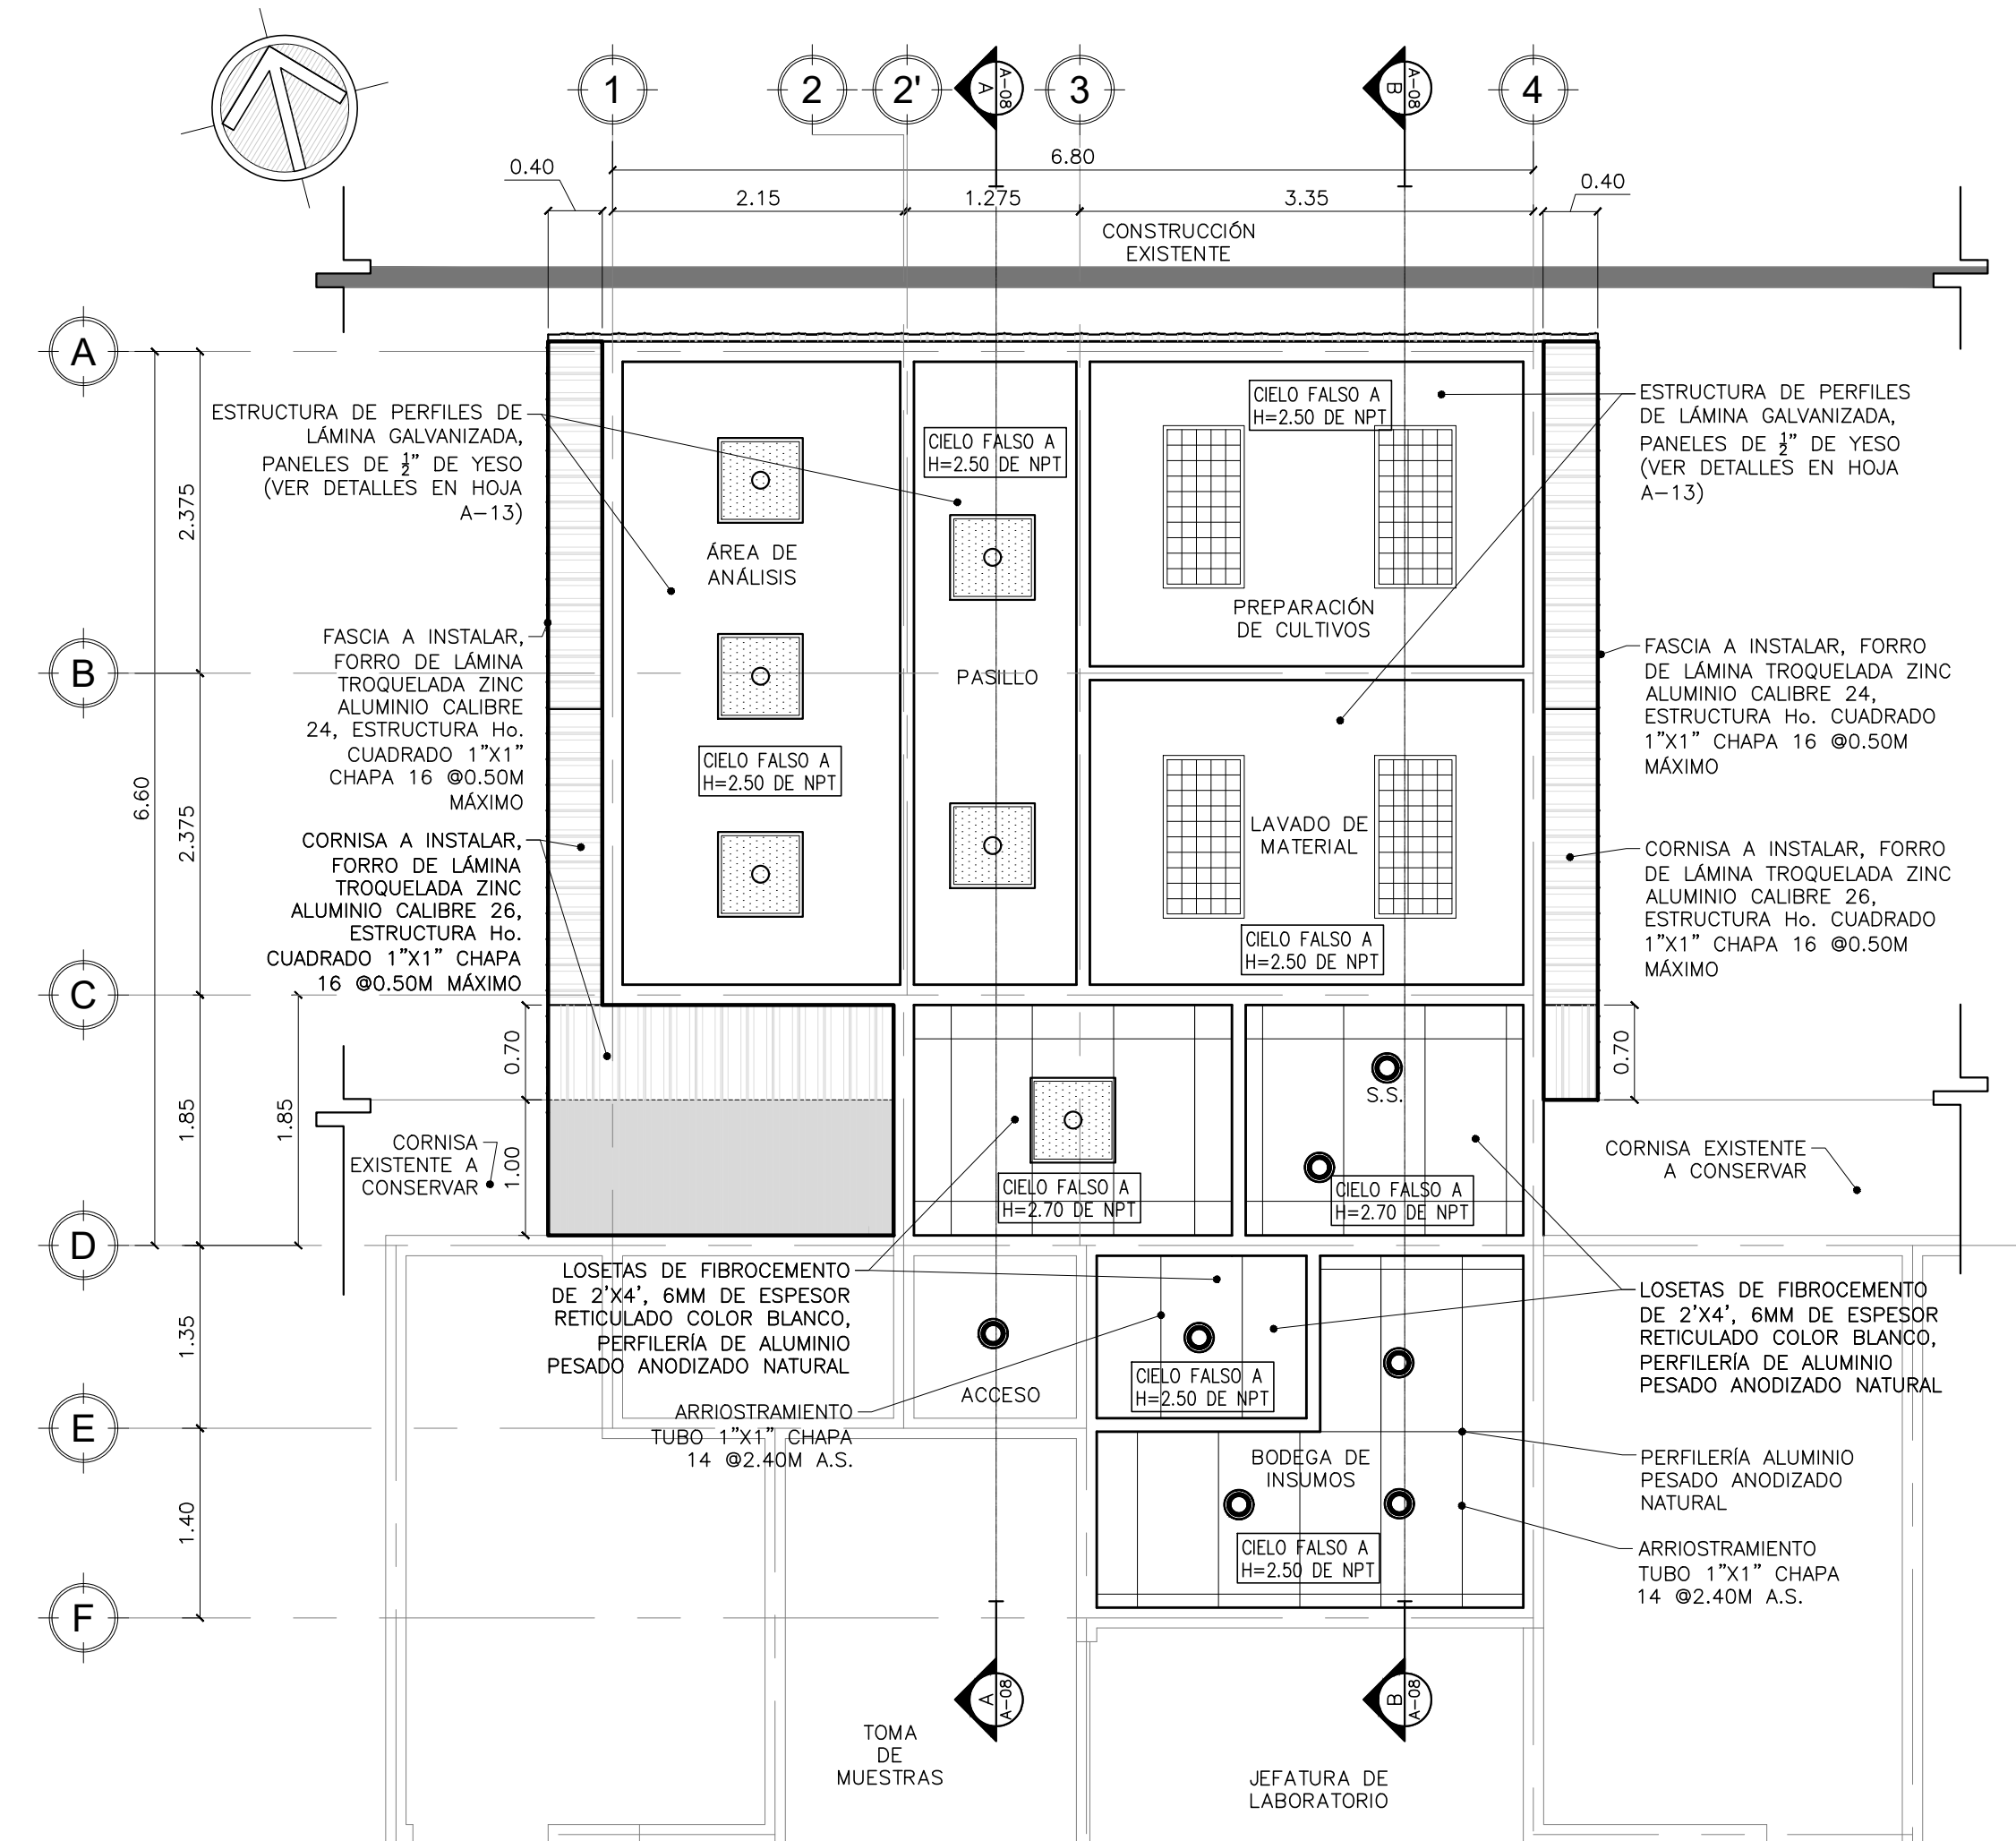 1
2
2'
3
4
A
A-08
B
A-08
6.80
0.40
2.15
1.275
3.35
0.40
CONSTRUCCIÓN
EXISTENTE
A
B
C
D
E
F
6.60
2.375
2.375
1.85
1.85
1.35
1.40
0.70
1.00
0.70
ESTRUCTURA DE PERFILES DE
LÁMINA GALVANIZADA,
PANELES DE ½” DE YESO
(VER DETALLES EN HOJA
A-13)
FASCIA A INSTALAR,
FORRO DE LÁMINA
TROQUELADA ZINC
ALUMINIO CALIBRE
24, ESTRUCTURA Ho.
CUADRADO 1”X1”
CHAPA 16 @0.50M
MÁXIMO
CORNISA A INSTALAR,
FORRO DE LÁMINA
TROQUELADA ZINC
ALUMINIO CALIBRE 26,
ESTRUCTURA Ho.
CUADRADO 1”X1” CHAPA
16 @0.50M MÁXIMO
CORNISA
EXISTENTE A
CONSERVAR
ÁREA DE
ANÁLISIS
CIELO FALSO A
H=2.50 DE NPT
CIELO FALSO A
H=2.50 DE NPT
PASILLO
CIELO FALSO A
H=2.50 DE NPT
PREPARACIÓN
DE CULTIVOS
LAVADO DE
MATERIAL
CIELO FALSO A
H=2.50 DE NPT
ESTRUCTURA DE PERFILES
DE LÁMINA GALVANIZADA,
PANELES DE ½” DE YESO
(VER DETALLES EN HOJA
A-13)
FASCIA A INSTALAR, FORRO
DE LÁMINA TROQUELADA ZINC
ALUMINIO CALIBRE 24,
ESTRUCTURA Ho. CUADRADO
1”X1” CHAPA 16 @0.50M
MÁXIMO
CORNISA A INSTALAR, FORRO
DE LÁMINA TROQUELADA ZINC
ALUMINIO CALIBRE 26,
ESTRUCTURA Ho. CUADRADO
1”X1” CHAPA 16 @0.50M
MÁXIMO
S.S.
CIELO FALSO A
H=2.70 DE NPT
CIELO FALSO A
H=2.70 DE NPT
CORNISA EXISTENTE
A CONSERVAR
LOSETAS DE FIBROCEMENTO
DE 2’X4’, 6MM DE ESPESOR
RETICULADO COLOR BLANCO,
PERFILERÍA DE ALUMINIO
PESADO ANODIZADO NATURAL
ARRIOSTRAMIENTO
TUBO 1”X1” CHAPA
14 @2.40M A.S.
ACCESO
CIELO FALSO A
H=2.50 DE NPT
BODEGA DE
INSUMOS
CIELO FALSO A
H=2.50 DE NPT
LOSETAS DE FIBROCEMENTO
DE 2’X4’, 6MM DE ESPESOR
RETICULADO COLOR BLANCO,
PERFILERÍA DE ALUMINIO
PESADO ANODIZADO NATURAL
PERFILERÍA ALUMINIO
PESADO ANODIZADO
NATURAL
ARRIOSTRAMIENTO
TUBO 1”X1” CHAPA
14 @2.40M A.S.
A
A-08
B
A-08
TOMA
DE
MUESTRAS
JEFATURA DE
LABORATORIO